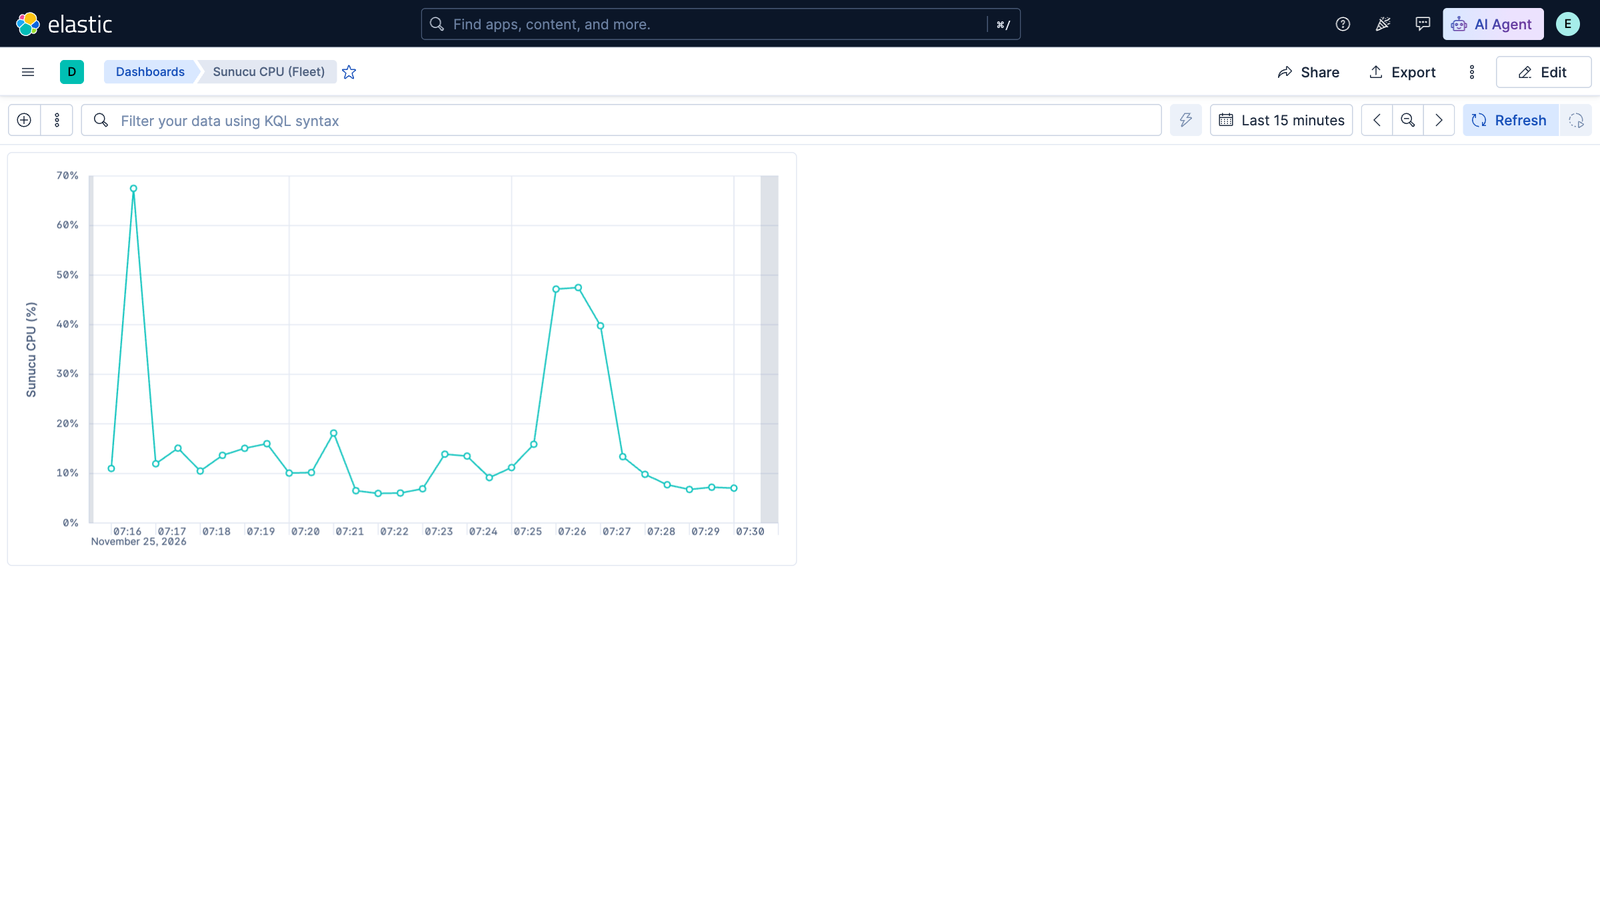 elastic
Find apps, content, and more.
⌘/
AI Agent
E
D
Dashboards
Sunucu CPU (Fleet)
Share
Export
Edit
Filter your data using KQL syntax
Last 15 minutes
Refresh
Sunucu CPU (%)
70%
60%
50%
40%
30%
20%
10%
0%
07:16 07:17 07:18 07:19 07:20 07:21 07:22 07:23 07:24 07:25 07:26 07:27 07:28 07:29 07:30
November 25, 2026